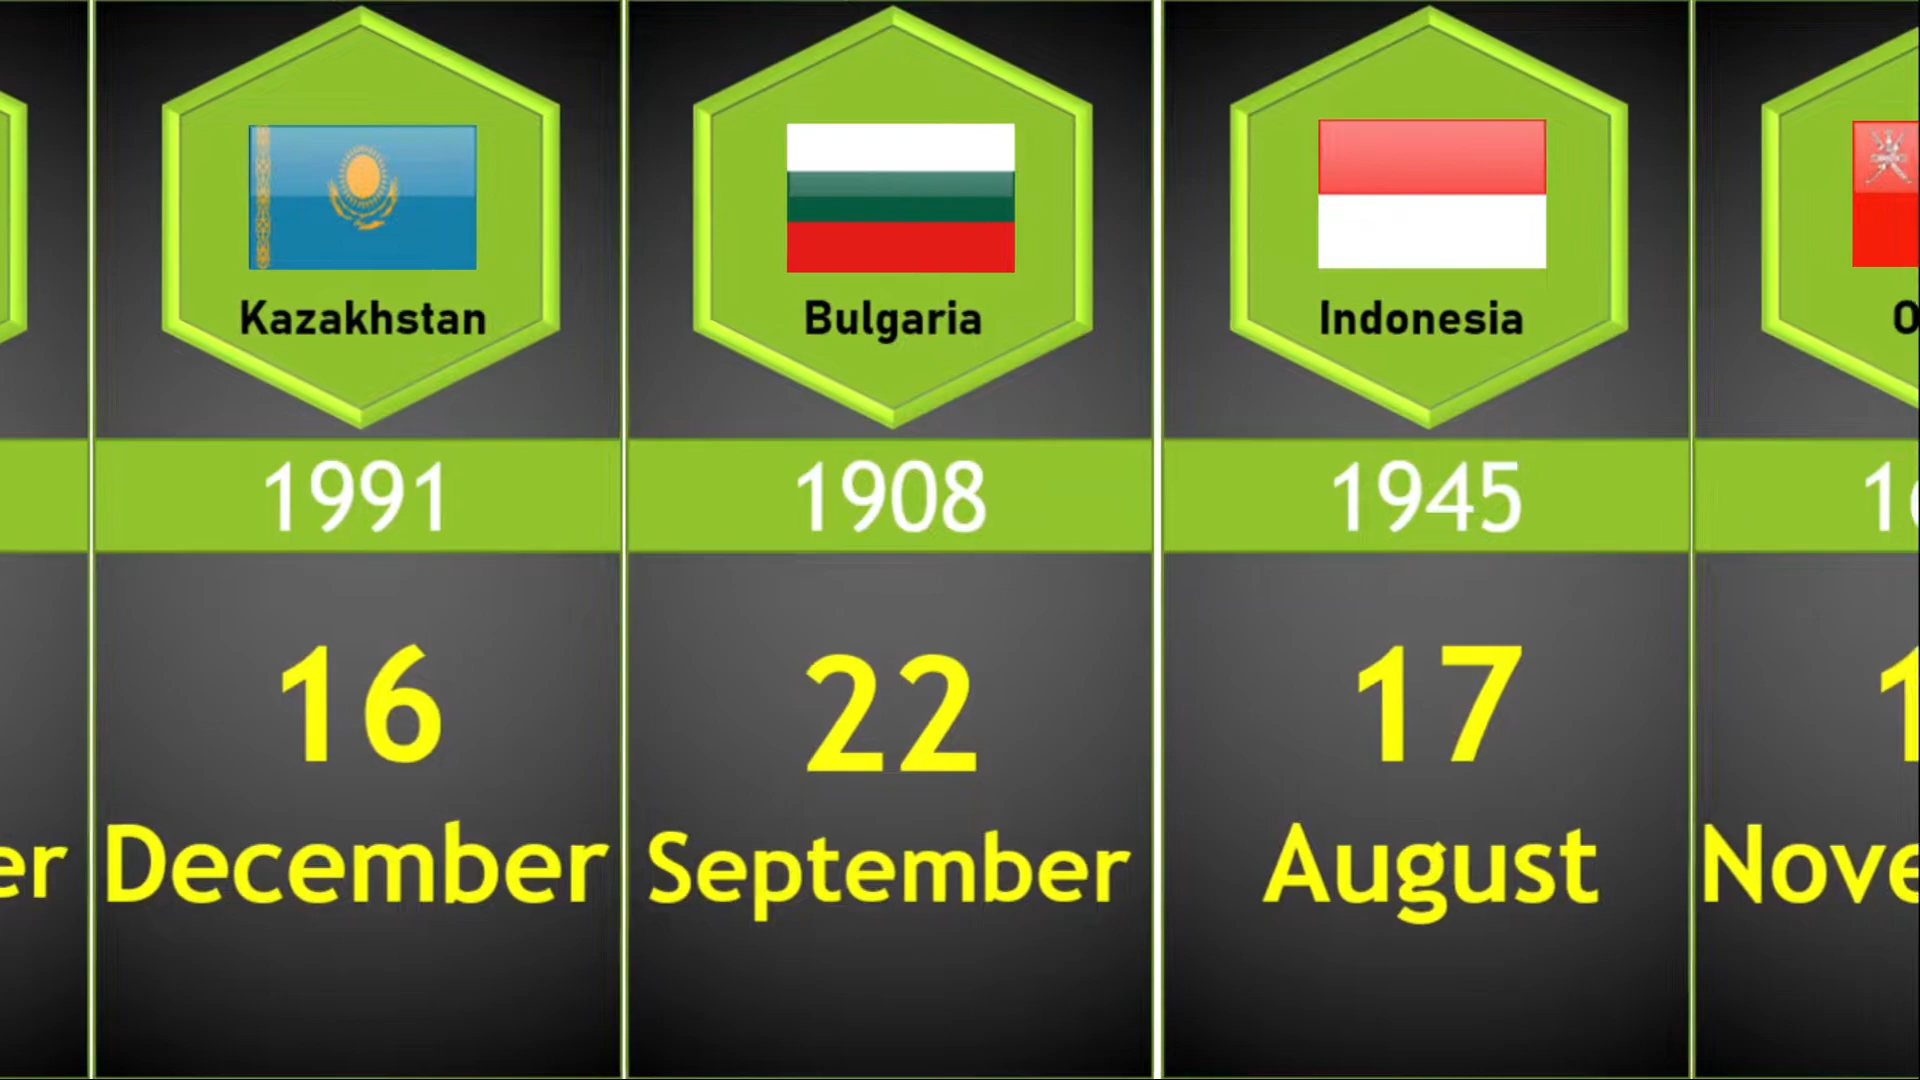 Kazakhstan
1991
16
December
Bulgaria
1908
22
September
Indonesia
1945
17
August